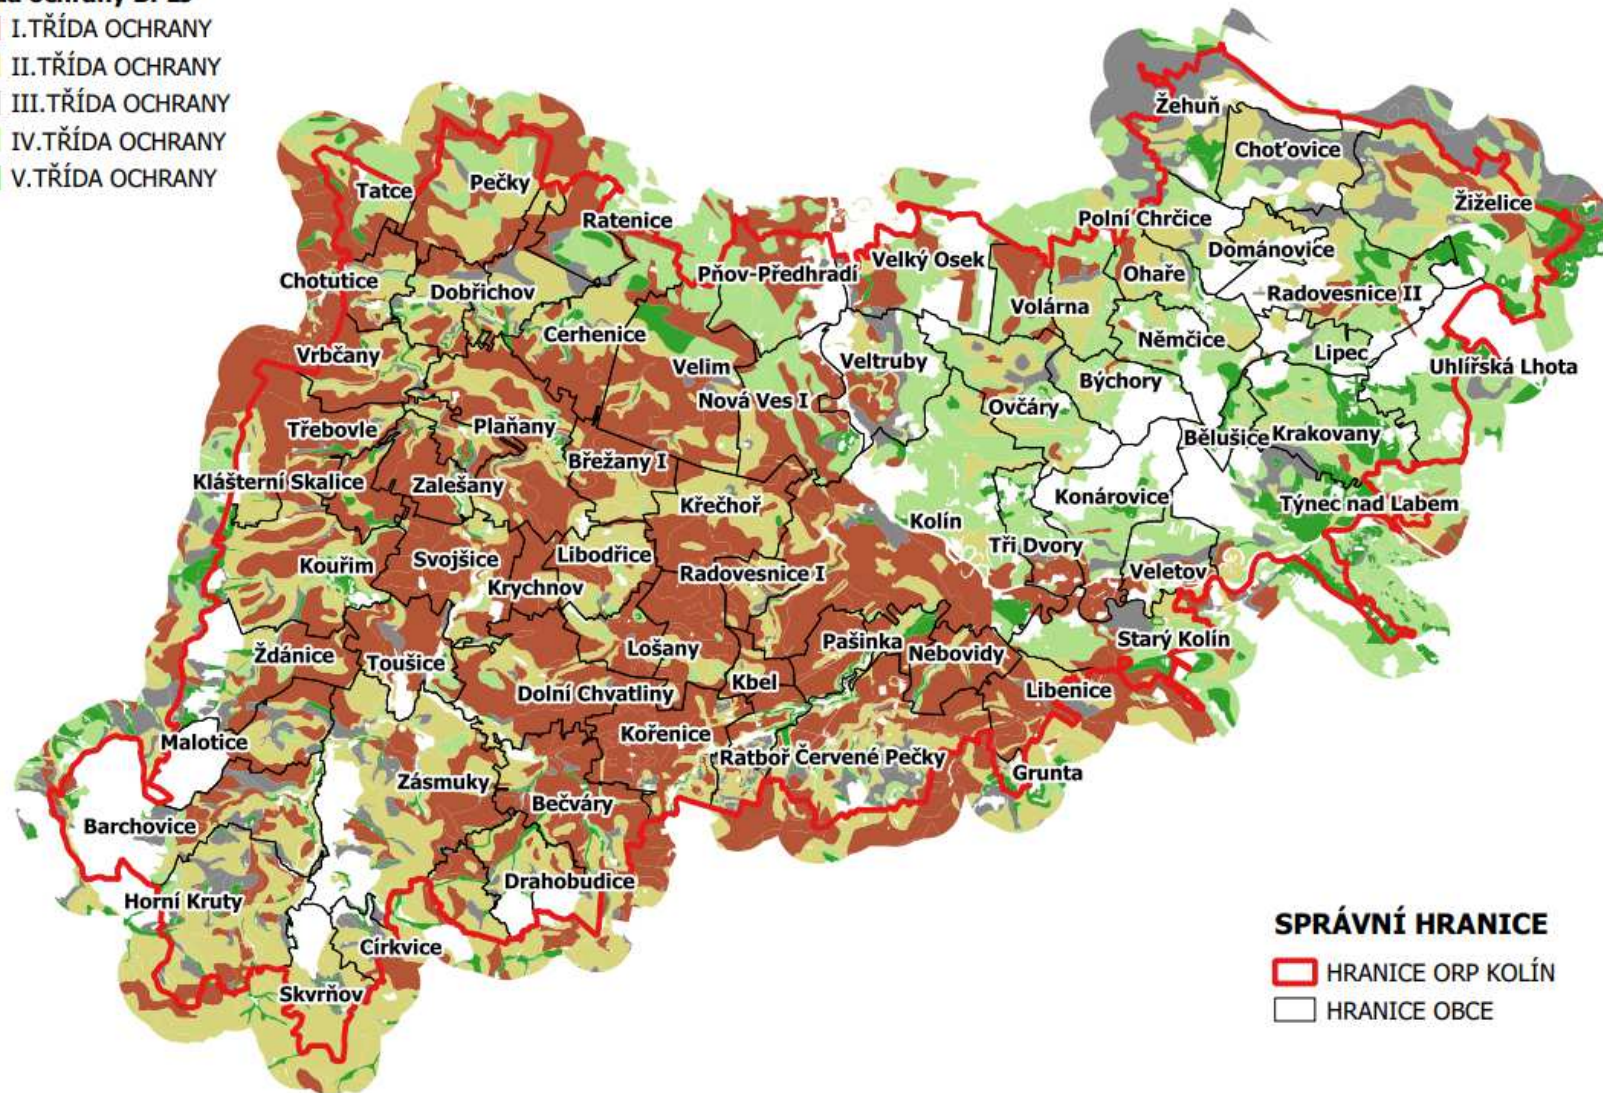 I.TŘÍDA OCHRANY
II.TŘÍDA OCHRANY
III.TŘÍDA OCHRANY
IV.TŘÍDA OCHRANY
V.TŘÍDA OCHRANY
Žehuň
Choťovice
Tatce
Pečky
Žiželice
Ratenice
Polní Chrčice
Dománovice
Velký Osek
Pňov-Předhradí
Ohaře
Chotutice
Dobřichov
Radovesnice II
Volárna
Cerhenice
Němčice
Vrbčany
Lipec
Velim
Veltruby
Uhlířská Lhota
Býchory
Nová Ves I
Ovčáry
Třebovle
Plaňany
Bělušice
Krakovany
Břežany I
Klášterní Skalice
Zalešany
Konárovice
Křečhoř
Týnec nad Labem
Kolín
Tři Dvory
Libodřice
Svojšice
Kouřim
Radovesnice I
Veletov
Krychnov
Starý Kolín
Pašinka
Lošany
Nebovidy
Ždánice
Toušice
Kbel
Libenice
Dolní Chvatliny
Kořenice
Malotice
Ratboř
Červené Pečky
Grunta
Zásmuky
Bečváry
Barchovice
Drahobudice
Horní Kruty
Církvice
Skvrňov
SPRÁVNÍ HRANICE
HRANICE ORP KOLÍN
HRANICE OBCE